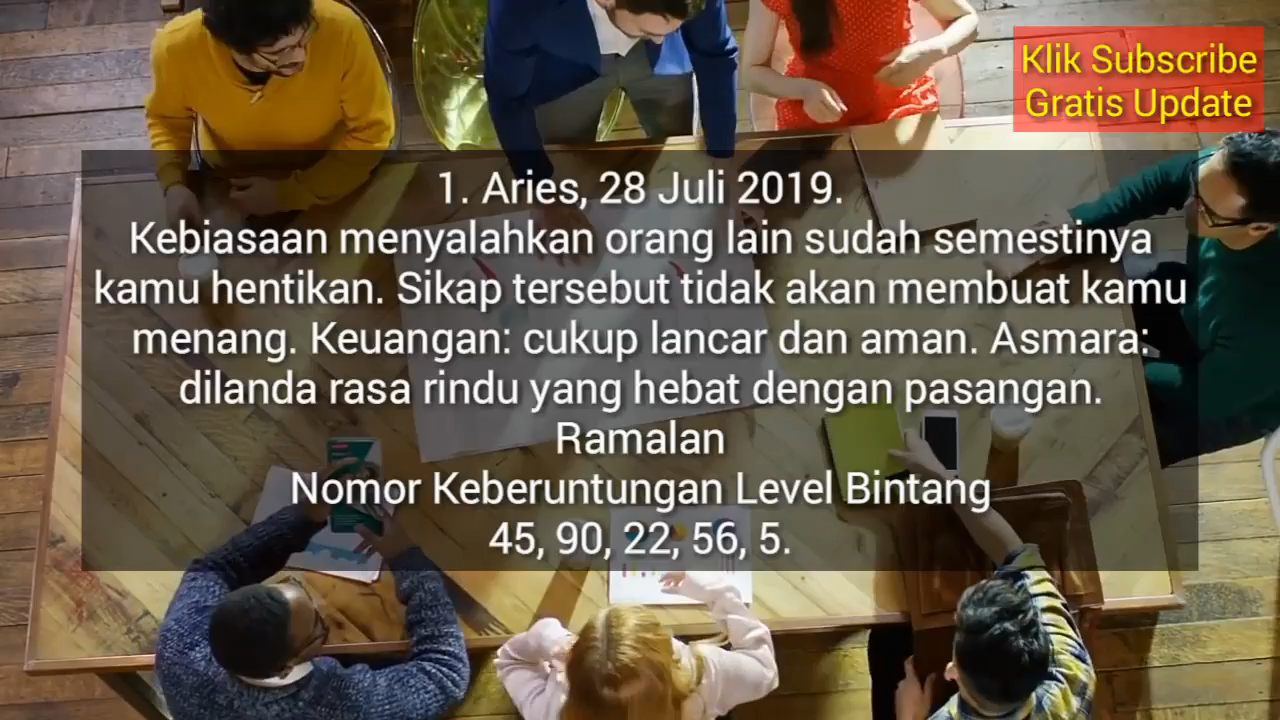 Klik Subscribe
Gratis Update
1. Aries, 28 Juli 2019.
Kebiasaan menyalahkan orang lain sudah semestinya
kamu hentikan. Sikap tersebut tidak akan membuat kamu
menang. Keuangan: cukup lancar dan aman. Asmara:
dilanda rasa rindu yang hebat dengan pasangan.
Ramalan
Nomor Keberuntungan Level Bintang
45, 90, 22, 56, 5.